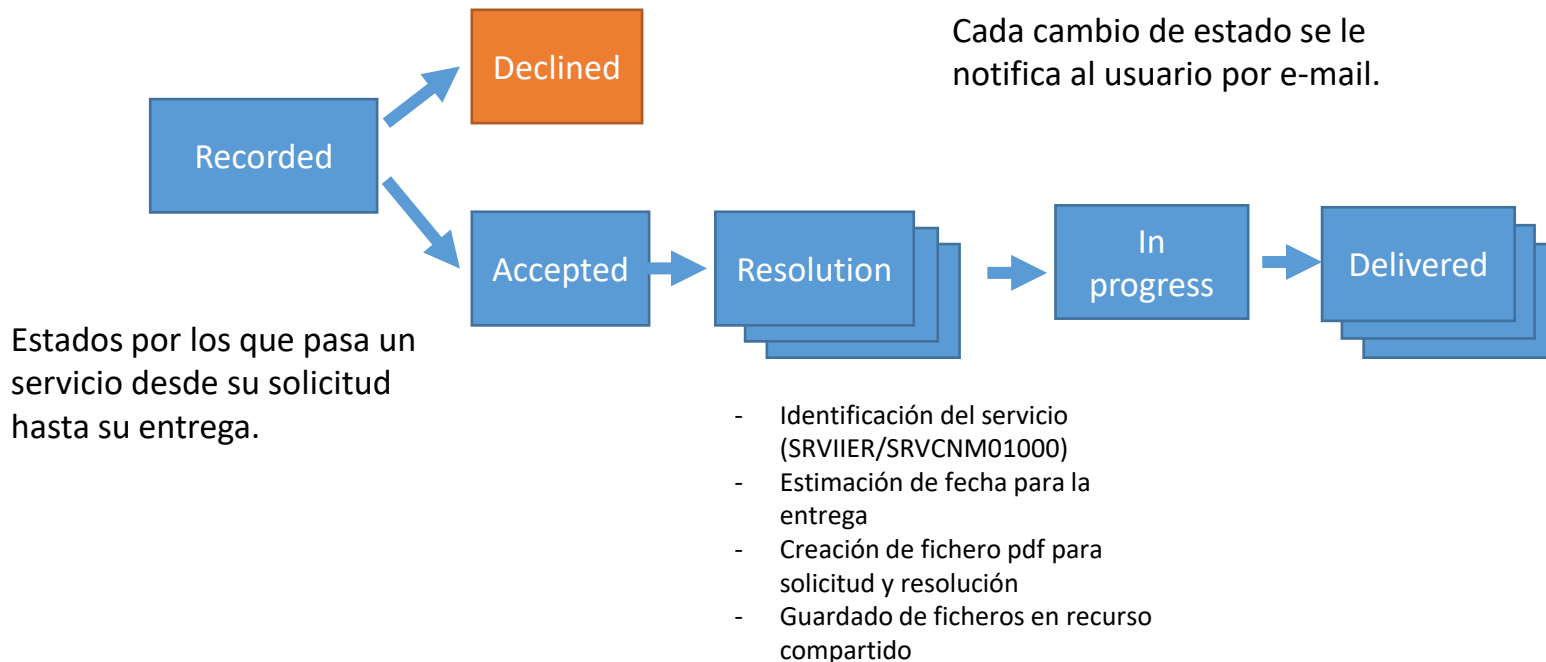 Cada cambio de estado se le
notifica al usuario por e-mail.
Declined
Recorded
Accepted
Resolution
In
progress
Delivered
Estados por los que pasa un
servicio desde su solicitud
hasta su entrega.
- Identificación del servicio
(SRVIIER/SRVCNM01000)
- Estimación de fecha para la
entrega
- Creación de fichero pdf para
solicitud y resolución
- Guardado de ficheros en recurso
compartido